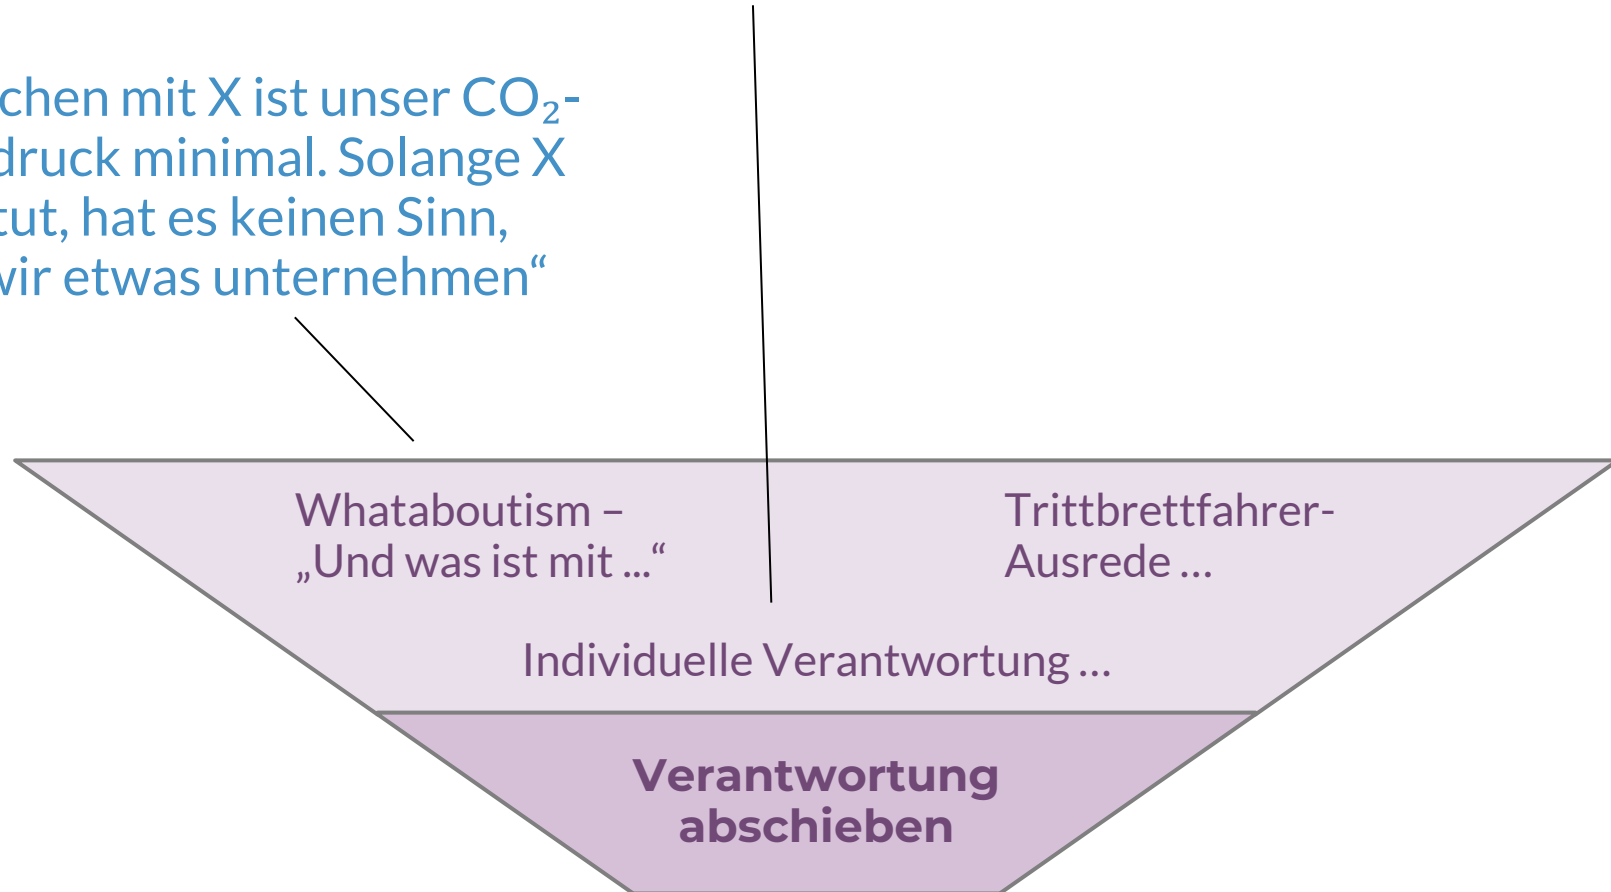 chen mit X ist unser CO₂-
druck minimal. Solange X
tut, hat es keinen Sinn,
wir etwas unternehmen“
Whataboutism –
„Und was ist mit ...“
Trittbrettfahrer-
Ausrede ...
Individuelle Verantwortung ...
Verantwortung
abschieben